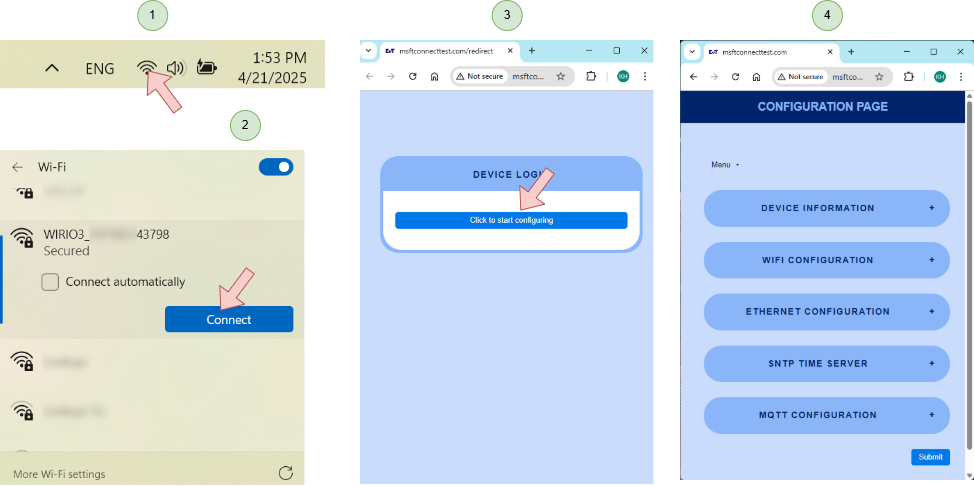 1
ENG
1:53 PM
4/21/2025
2
Wi-Fi
WIRIO3_
43798
Secured
Connect automatically
Connect
More Wi-Fi settings
3
msftconnecttest.com/redirect
Not secure
msftco...
KH
DEVICE
Click to start configuring
4
msftconnecttest.com
Not secure
msftco...
KH
CONFIGURATION PAGE
Menu
DEVICE INFORMATION +
WIFI CONFIGURATION +
ETHERNET CONFIGURATION +
SNTP TIME SERVER +
MQTT CONFIGURATION +
Submit